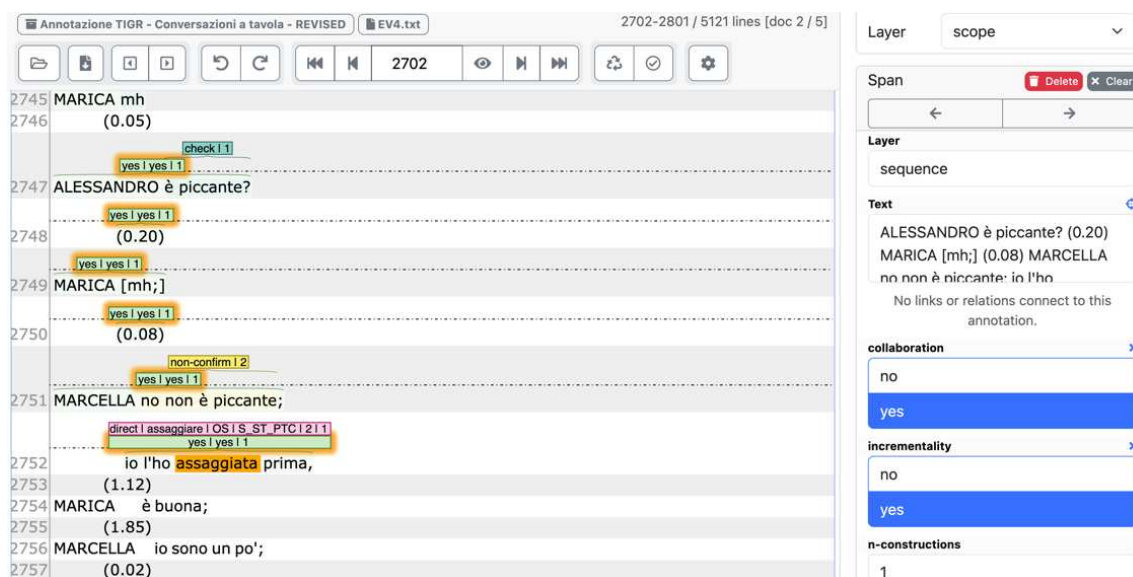 Annotazione TIGR - Conversazioni a tavola - REVISED EV4.txt 2702-2801 / 5121 lines [doc 2 / 5]
2702
2745 MARICA mh
2746 (0.05)
check | 1
yes | yes | 1
2747 ALESSANDRO è piccante?
yes | yes | 1
2748 (0.20)
yes | yes | 1
2749 MARICA [mh;]
yes | yes | 1
2750 (0.08)
non-confirm | 2
yes | yes | 1
2751 MARCELLA no non è piccante;
direct | assaggiare | OS | S_ST_PTC | 2 | 1
yes | yes | 1
2752 io l'ho assaggiata prima,
2753 (1.12)
2754 MARICA è buona;
2755 (1.85)
2756 MARCELLA io sono un po';
2757 (0.02)
Layer scope
Span Delete Clear
Layer
sequence
Text
ALESSANDRO è piccante? (0.20)
MARICA [mh;] (0.08) MARCELLA
no non è piccante; io l'ho
No links or relations connect to this
annotation.
collaboration
no
yes
incrementality
no
yes
n-constructions
1